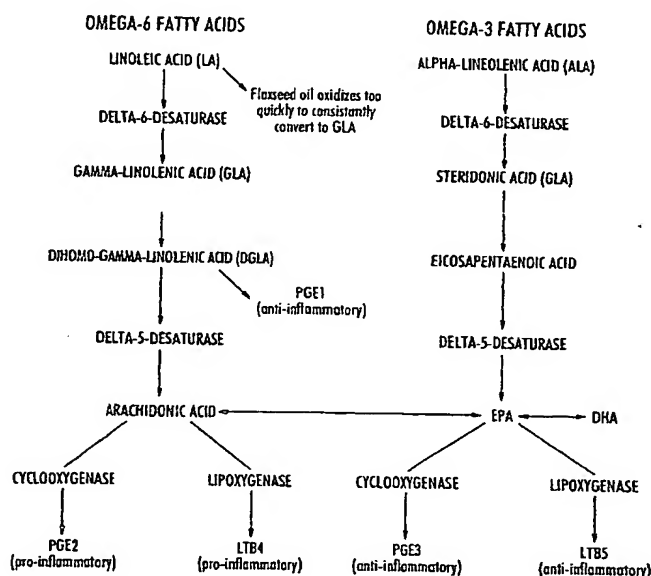 OMEGA-6 FATTY ACIDS
LINOLEIC ACID (LA)
Flaxseed oil oxidizes too
quickly to consistantly
convert to GLA
DELTA-6-DESATURASE
GAMMA-LINOLENIC ACID (GLA)
DIHOMO-GAMMA-LINOLENIC ACID (DGLA)
PGE1
(anti-inflammatory)
DELTA-5-DESATURASE
ARACHIDONIC ACID
CYCLOOXYGENASE
LIPOXYGENASE
PGE2
(pro-inflammatory)
LTB4
(pro-inflammatory)
OMEGA-3 FATTY ACIDS
ALPHA-LINEOLENIC ACID (ALA)
DELTA-6-DESATURASE
STERIDONIC ACID (GLA)
EICOSAPENTAENOIC ACID
DELTA-5-DESATURASE
EPA
DHA
CYCLOOXYGENASE
LIPOXYGENASE
PGE3
(anti-inflammatory)
LTB5
(anti-inflammatory)